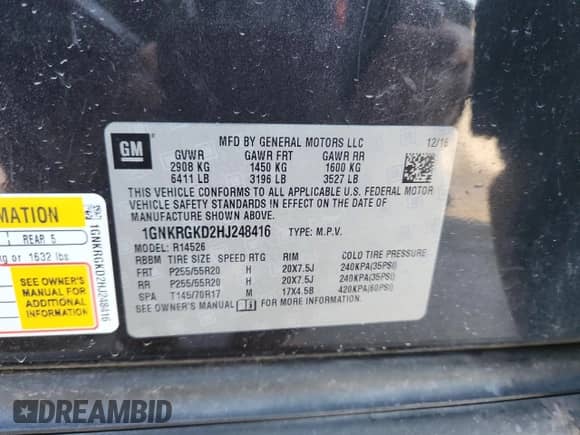 GM
MFD BY GENERAL MOTORS LLC 12/16
GVWR GAWR FRT GAWR RR
2908 KG 1450 KG 1600 KG
6411 LB 3196 LB 3527 LB
THIS VEHICLE CONFORMS TO ALL APPLICABLE U.S. FEDERAL MOTOR
VEHICLE SAFETY STANDARDS IN EFFECT ON THE DATE OF
MANUFACTURE SHOWN ABOVE.
1GNKRGKD2HJ248416 TYPE: M.P.V.
MODEL: R14526
RBBM TIRE SIZE SPEED RTG RIM COLD TIRE PRESSURE
FRT P255/55R20 H 20X7.5J 240KPA(35PSI)
RR P255/55R20 H 20X7.5J 240KPA(35PSI)
SPA T145/70R17 M 17X4.5B 420KPA(60PSI)
SEE OWNER'S MANUAL FOR MORE INFORMATION
MATION
REAR 5
kg or 1632 lbs
SEE OWNER'S
MANUAL FOR
ADDITIONAL
INFORMATION
1GNKRGKD2HJ248416
DREAMBID